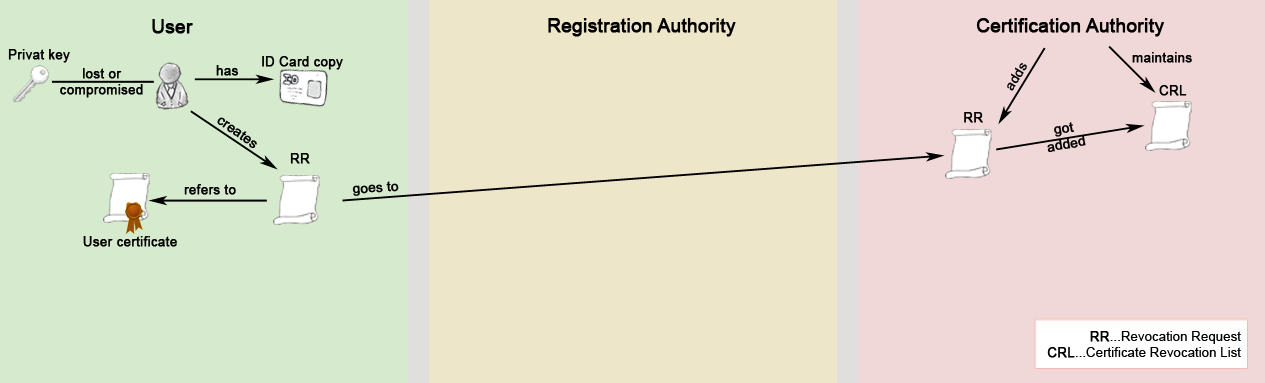 User
Registration Authority
Certification Authority
Privat key
lost or
compromised
has
ID Card copy
creates
RR
refers to
User certificate
goes to
adds
maintains
RR
CRL
got
added
RR...Revocation Request
CRL...Certificate Revocation List